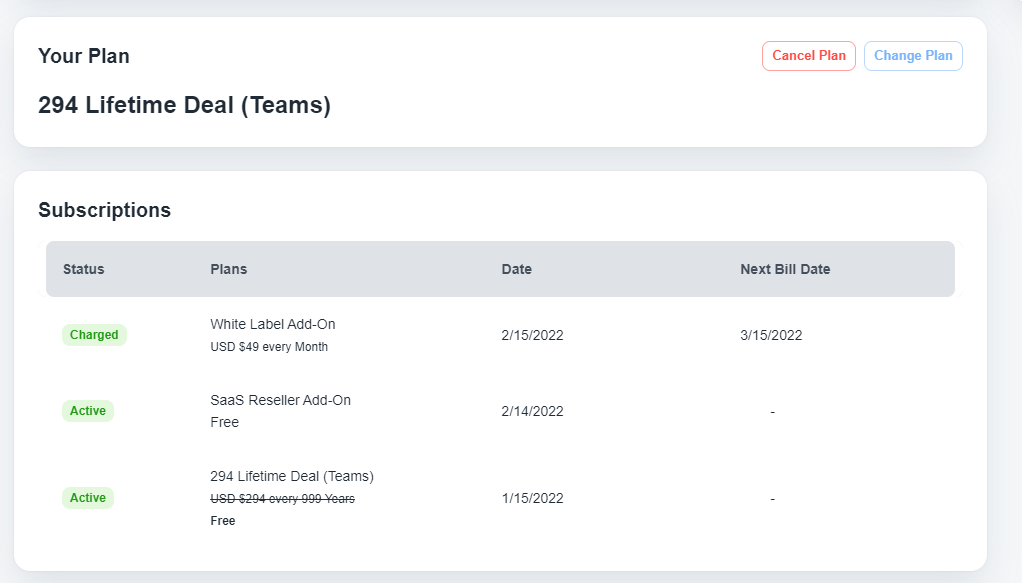 Your Plan
Cancel Plan
Change Plan
294 Lifetime Deal (Teams)
Subscriptions
Status Plans Date Next Bill Date
Charged White Label Add-On 2/15/2022 3/15/2022
USD $49 every Month
Active SaaS Reseller Add-On 2/14/2022 -
Free
294 Lifetime Deal (Teams)
Active USD $294 every 999 Years 1/15/2022 -
Free